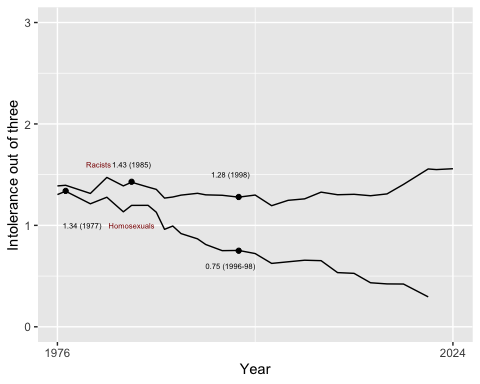 3
2
1
0
Intolerance out of three
Racists 1.43 (1985)
1.28 (1998)
1.34 (1977) Homosexuals
0.75 (1996-98)
1976 2024
Year